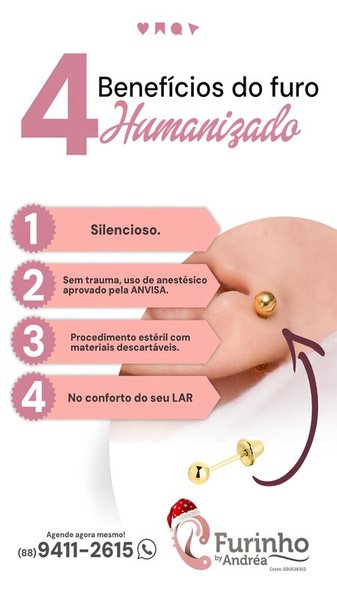 4 Benefícios do furo
Humanizado
1 Silencioso.
2 Sem trauma, uso de anestésico
aprovado pela ANVISA.
3 Procedimento estéril com
materiais descartáveis.
4 No conforto do seu LAR
Agende agora mesmo!
(88) 9411-2615
Furinho
by Andréa
Coren: 000538350